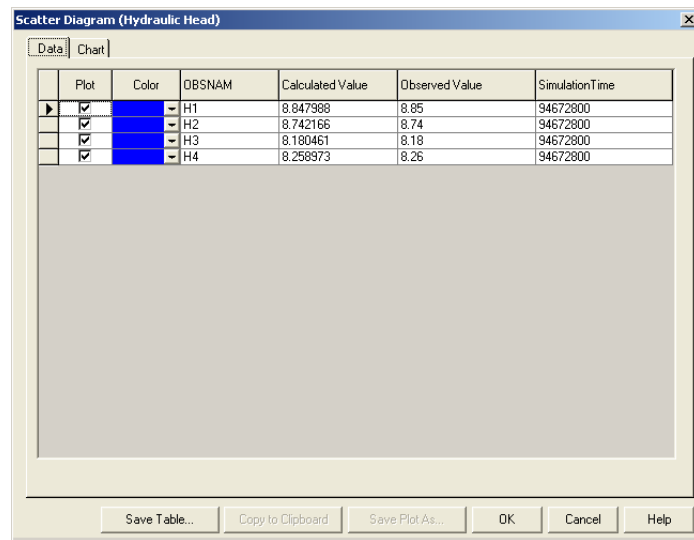 Scatter Diagram (Hydraulic Head)
Data Chart
Plot Color OBSNAM Calculated Value Observed Value SimulationTime
H1 8.847988 8.85 94672800
H2 8.742166 8.74 94672800
H3 8.180461 8.18 94672800
H4 8.258973 8.26 94672800
Save Table... Copy to Clipboard Save Plot As... OK Cancel Help